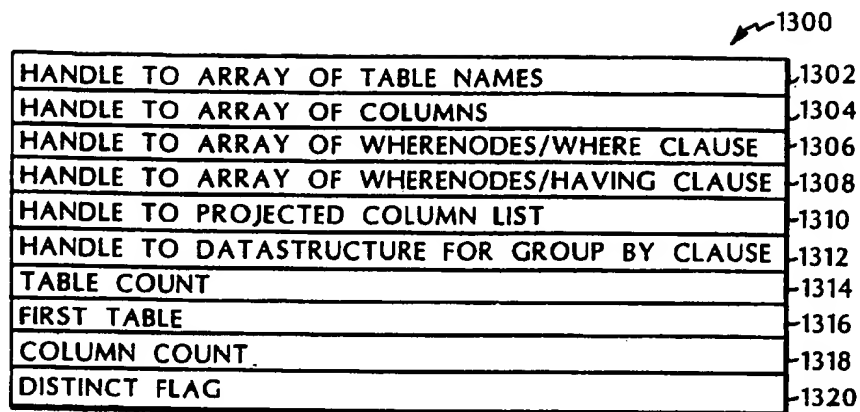 1300
HANDLE TO ARRAY OF TABLE NAMES 1302
HANDLE TO ARRAY OF COLUMNS 1304
HANDLE TO ARRAY OF WHERENODES/WHERE CLAUSE 1306
HANDLE TO ARRAY OF WHERENODES/HAVING CLAUSE 1308
HANDLE TO PROJECTED COLUMN LIST 1310
HANDLE TO DATASTRUCTURE FOR GROUP BY CLAUSE 1312
TABLE COUNT 1314
FIRST TABLE 1316
COLUMN COUNT 1318
DISTINCT FLAG 1320